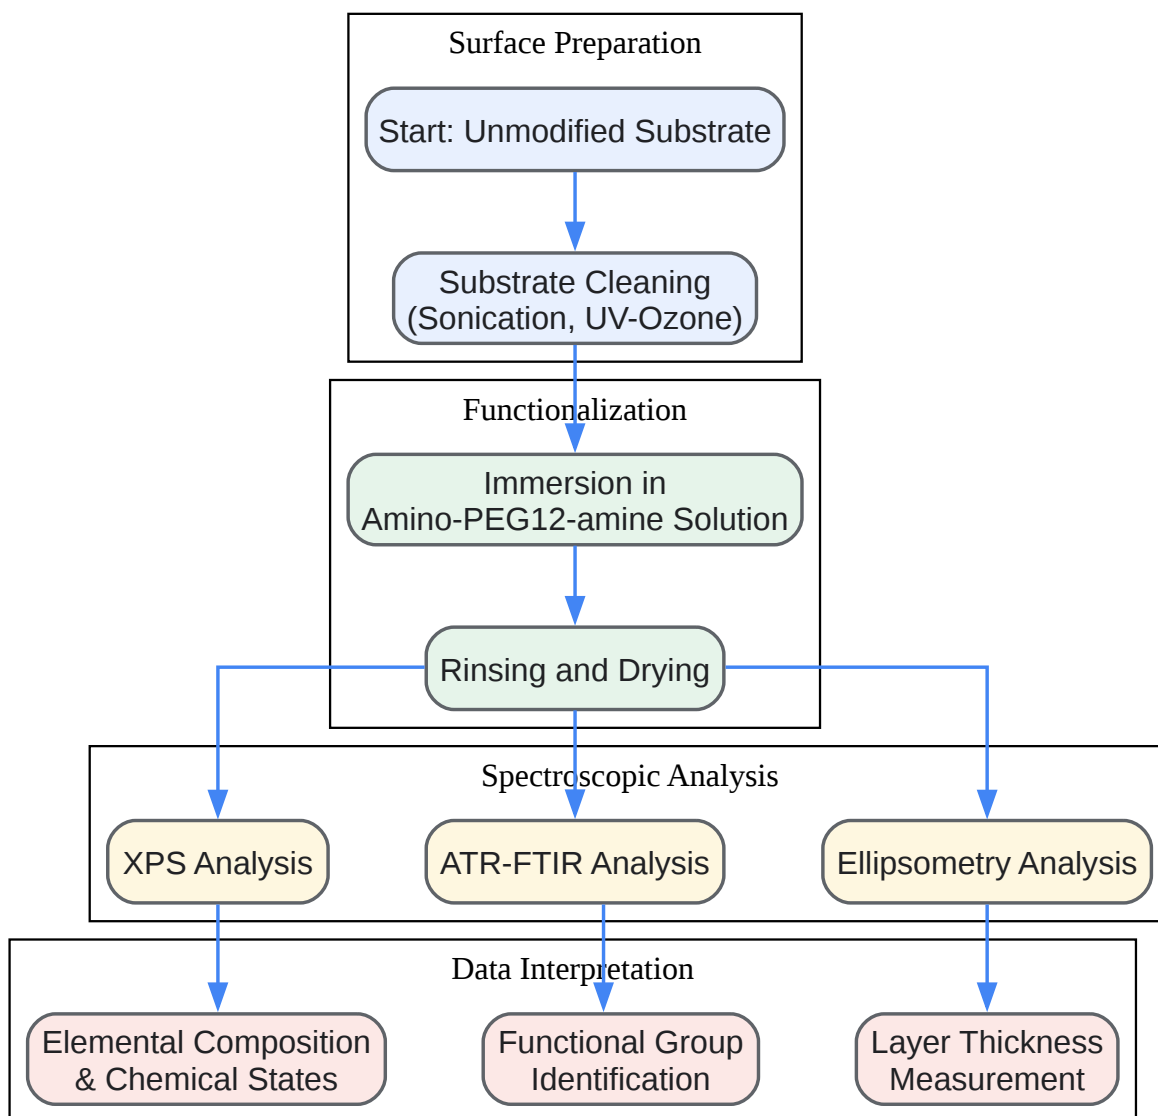 Surface Preparation
Start: Unmodified Substrate
Substrate Cleaning
(Sonication, UV-Ozone)
Functionalization
Immersion in
Amino-PEG12-amine Solution
Rinsing and Drying
Spectroscopic Analysis
XPS Analysis
ATR-FTIR Analysis
Ellipsometry Analysis
Data Interpretation
Elemental Composition
& Chemical States
Functional Group
Identification
Layer Thickness
Measurement